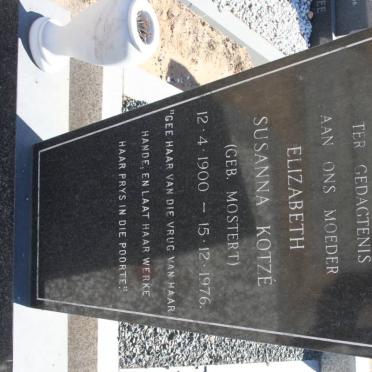 TER GEDAGTENIS
AAN ONS MOEDER
ELIZABETH
SUSANNA KOTZÉ
(GEB. MOSTERT)
12·4·1900 – 15·12·1976.
"GEE HAAR VAN DIE VRUG VAN HAAR
HANDE, EN LAAT HAAR WERKE
HAAR PRYS IN DIE POORTE."